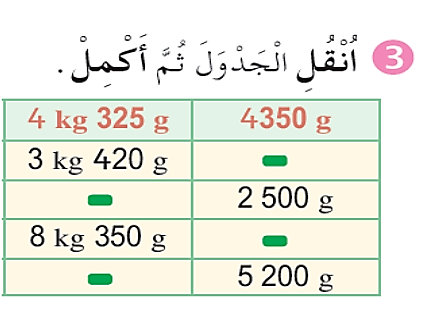 3 اُنْقُلِ الْجَدْوَلَ ثُمَّ أَكْمِلْ.
4 kg 325 g 4350 g
3 kg 420 g
2 500 g
8 kg 350 g
5 200 g